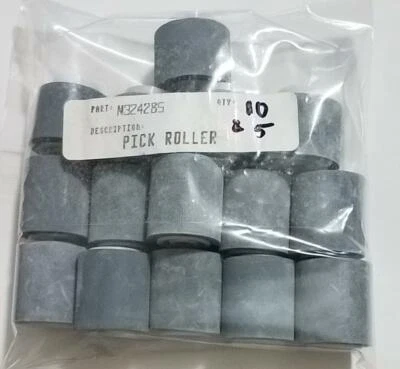 PART: N324285 QTY: 10
& 5
DESCRIPTION:
PICK ROLLER